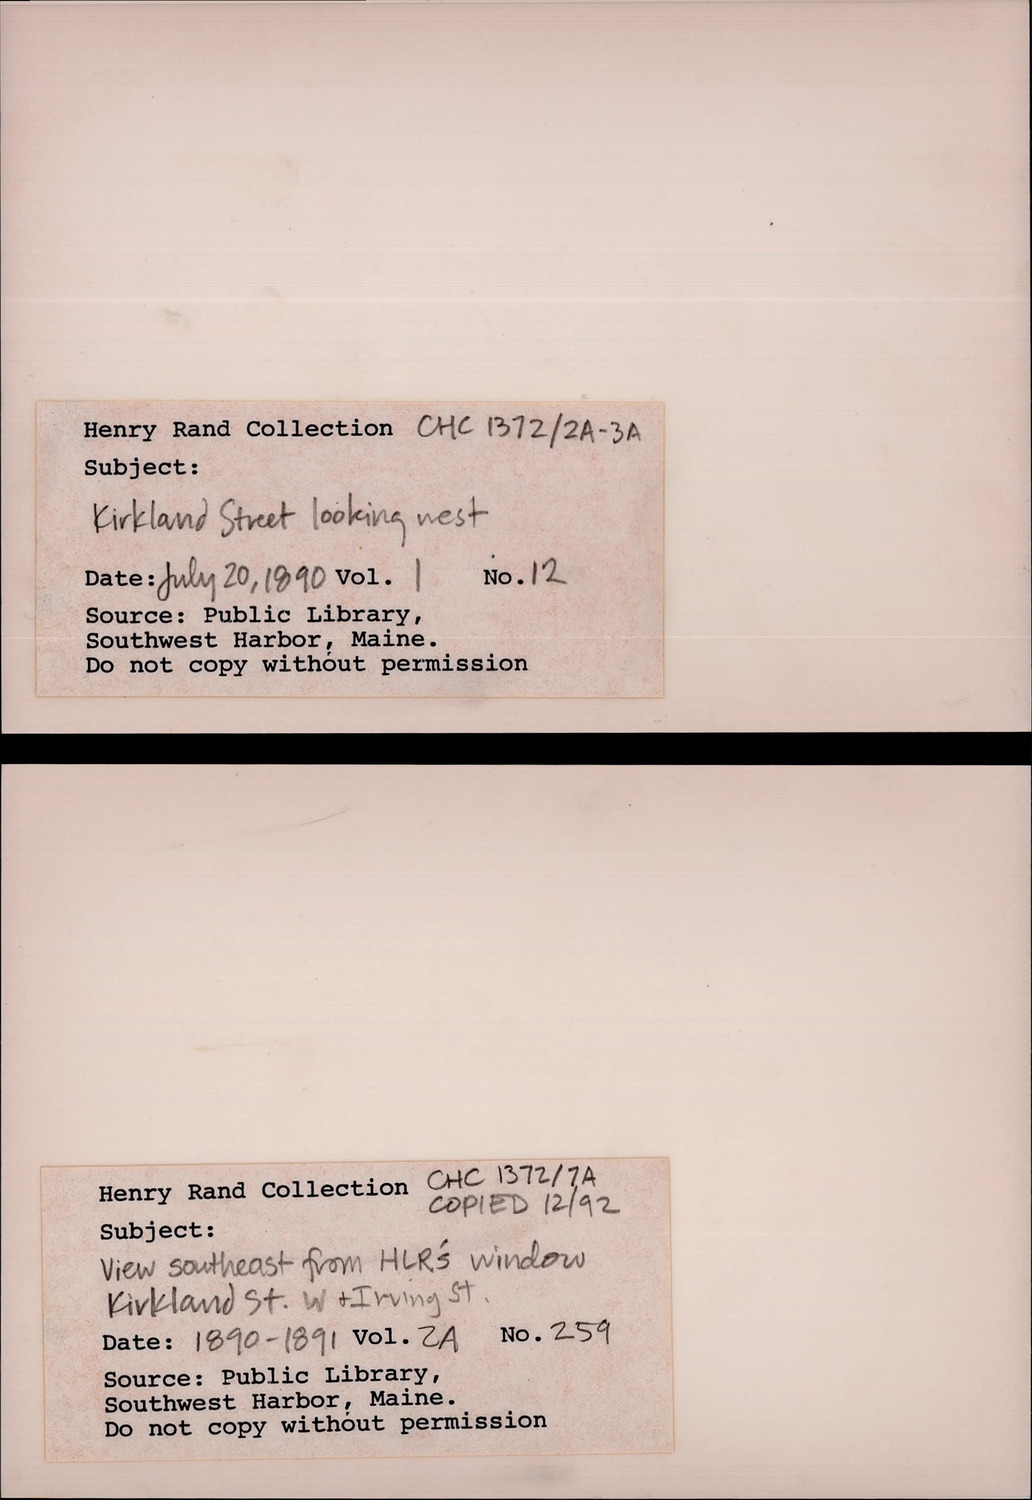 Henry Rand Collection CHC 1372/2A-3A
Subject:
Kirkland Street looking west
Date: July 20, 1890 Vol. 1 No. 12
Source: Public Library,
Southwest Harbor, Maine.
Do not copy without permission
Henry Rand Collection CHC 1372/7A
COPIED 12/92
Subject:
View southeast from HLR's window
Kirkland St. W + Irving St.
Date: 1890-1891 Vol. 2A No. 259
Source: Public Library,
Southwest Harbor, Maine.
Do not copy without permission